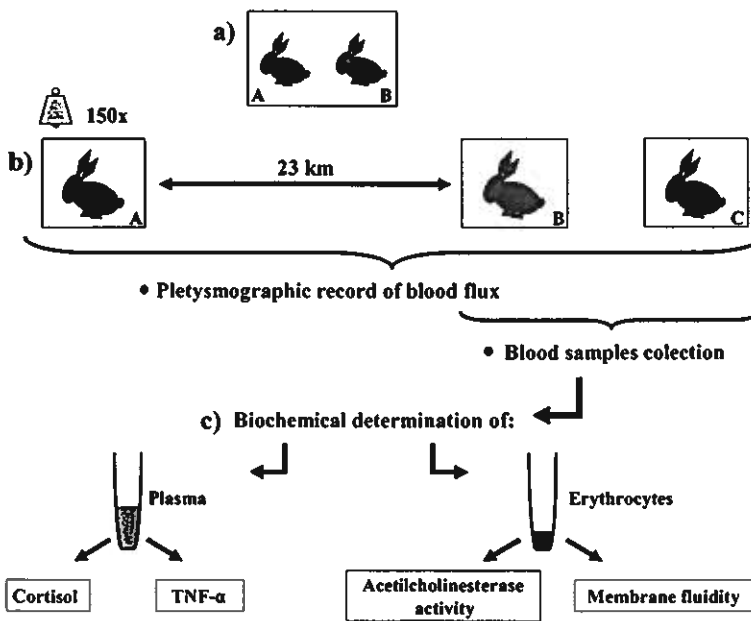 a)
A B
150x
b)
23 km
A B C
• Pletysmographic record of blood flux
• Blood samples colection
c) Biochemical determination of:
Plasma
Erythrocytes
Cortisol
TNF-α
Acetilcholinesterase
activity
Membrane fluidity